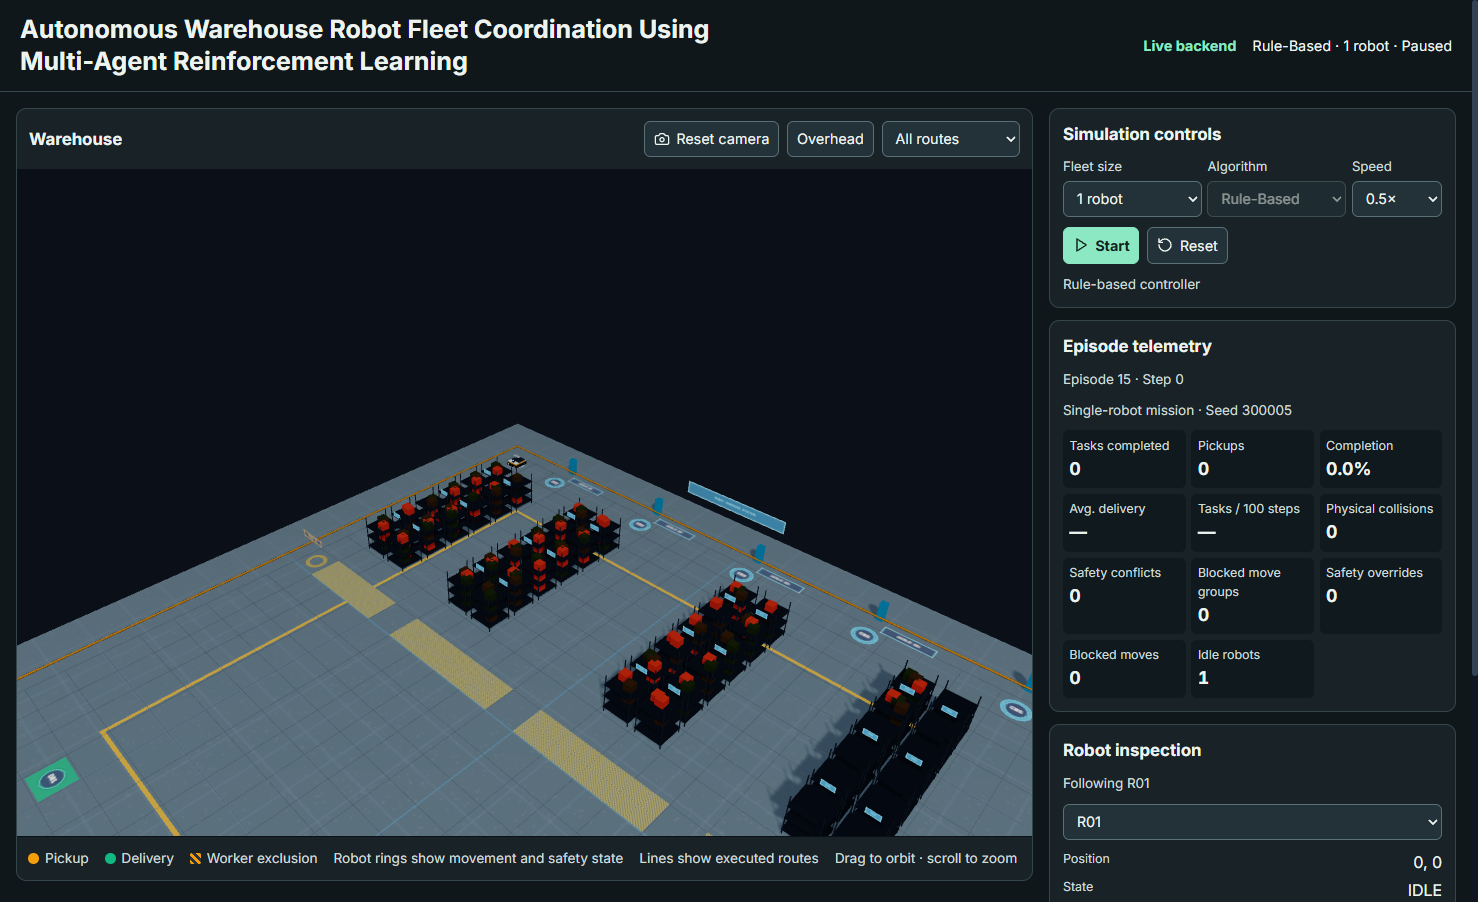 Autonomous Warehouse Robot Fleet Coordination Using
Multi-Agent Reinforcement Learning
Live backend
Rule-Based · 1 robot · Paused
Warehouse
Reset camera
Overhead
All routes
Pickup
Delivery
Worker exclusion
Robot rings show movement and safety state
Lines show executed routes
Drag to orbit · scroll to zoom
Simulation controls
Fleet size
Algorithm
Speed
1 robot
Rule-Based
0.5×
Start
Reset
Rule-based controller
Episode telemetry
Episode 15 · Step 0
Single-robot mission · Seed 300005
Tasks completed
0
Pickups
0
Completion
0.0%
Avg. delivery
—
Tasks / 100 steps
—
Physical collisions
0
Safety conflicts
0
Blocked move
groups
0
Safety overrides
0
Blocked moves
0
Idle robots
1
Robot inspection
Following R01
R01
Position
0, 0
State
IDLE